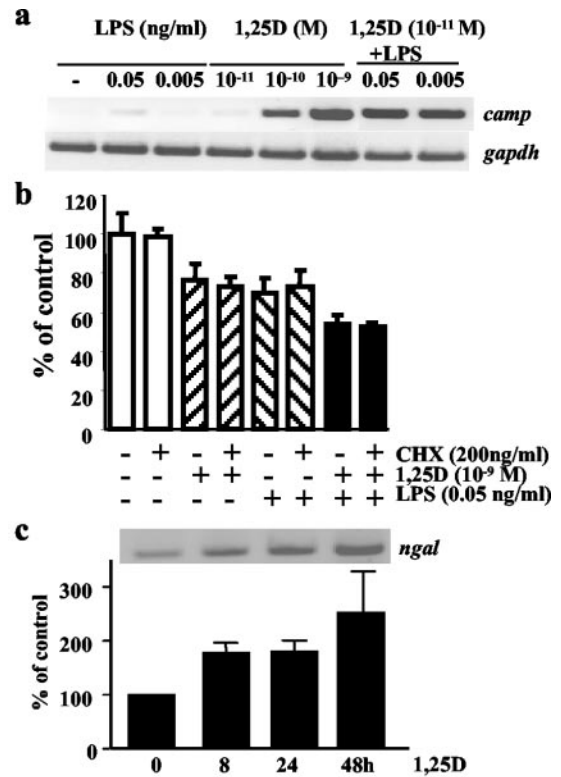 a
LPS (ng/ml) 1,25D (M) 1,25D (10⁻¹¹ M)
+LPS
- 0.05 0.005 10⁻¹¹ 10⁻¹⁰ 10⁻⁹ 0.05 0.005
camp
gapdh
b
120
100
80
60
40
20
0
% of control
- + - + - + - + CHX (200ng/ml)
- - + + - - + + 1,25D (10⁻⁹ M)
- - - - + + + + LPS (0.05 ng/ml)
c
ngal
300
200
100
0
% of control
0 8 24 48h 1,25D